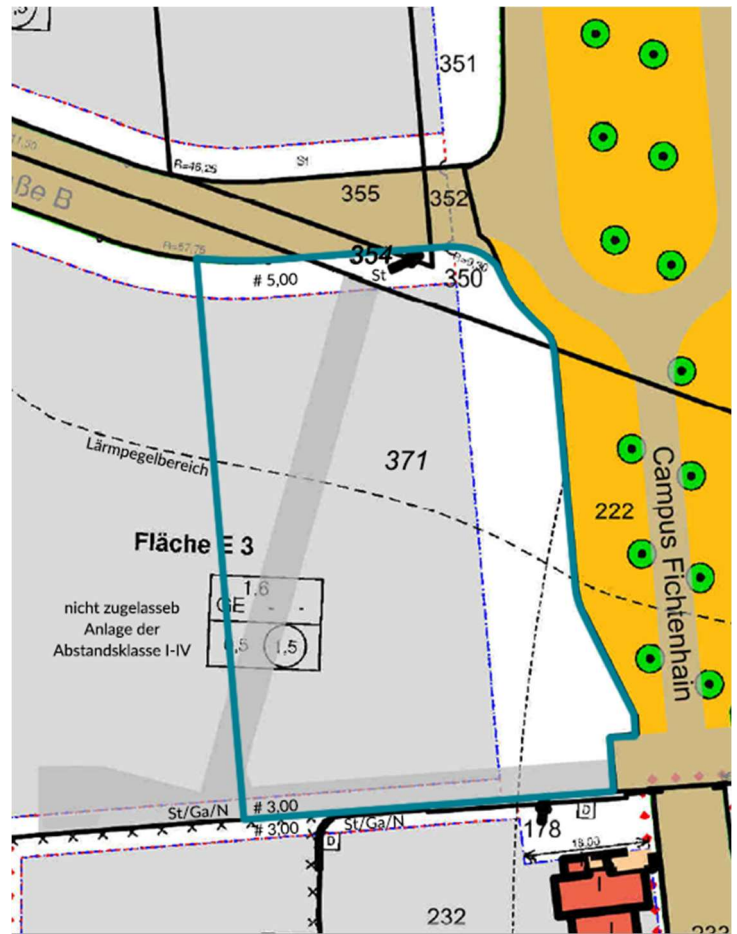 351
R=46,25
St
355
352
ße B
R=57,75
354
R=9,30
# 5,00
St
350
Lärmpegelbereich
371
Campus Fichtenhain
222
Fläche E 3
1.6
GE - -
nicht zugelasseb
Anlage der
Abstandsklasse I-IV
1,5
St/Ga/N
# 3,00
# 3,00
St/Ga/N
D
D
178
18.00
I
I
232